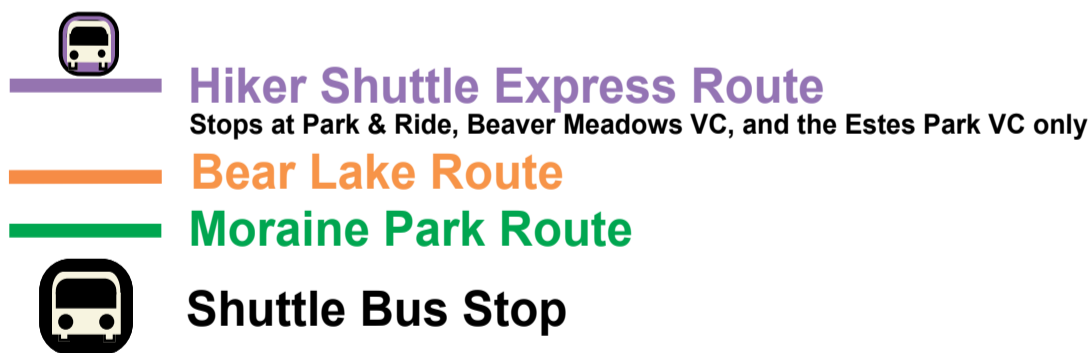 Hiker Shuttle Express Route
Stops at Park & Ride, Beaver Meadows VC, and the Estes Park VC only
Bear Lake Route
Moraine Park Route
Shuttle Bus Stop